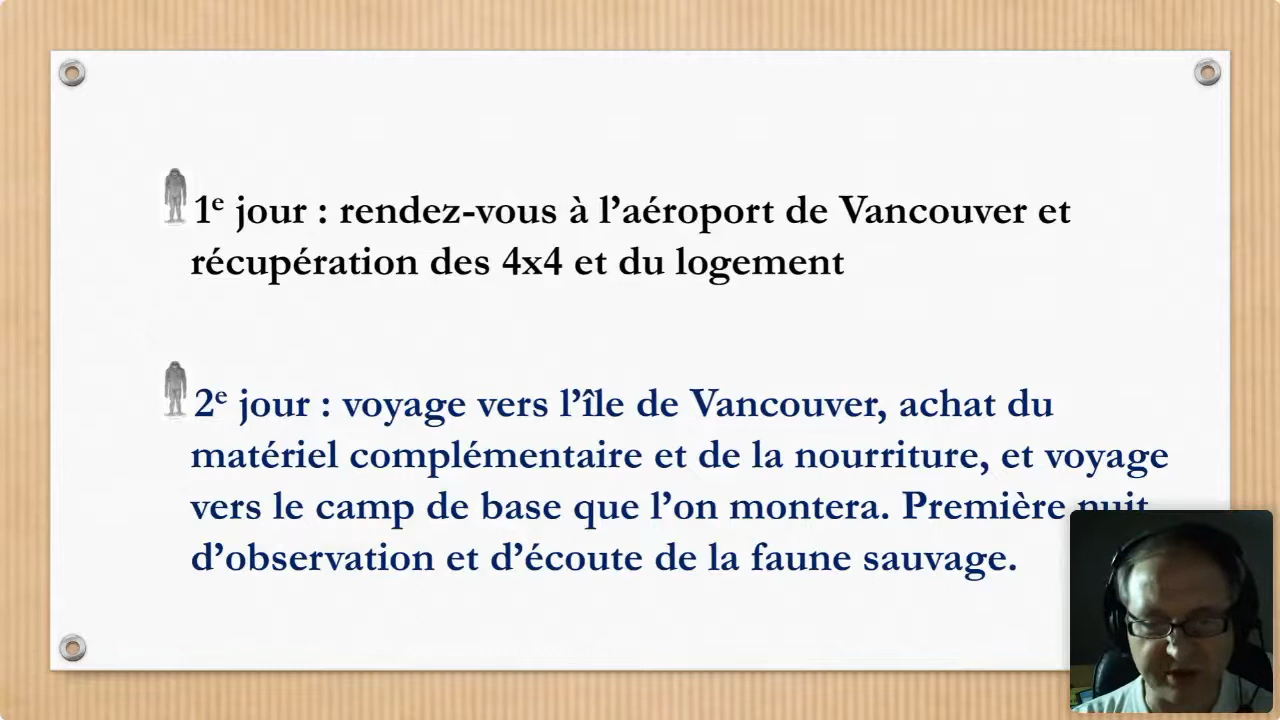 1e jour : rendez-vous à l’aéroport de Vancouver et
récupération des 4x4 et du logement
2e jour : voyage vers l’île de Vancouver, achat du
matériel complémentaire et de la nourriture, et voyage
vers le camp de base que l’on montera. Première nuit
d’observation et d’écoute de la faune sauvage.